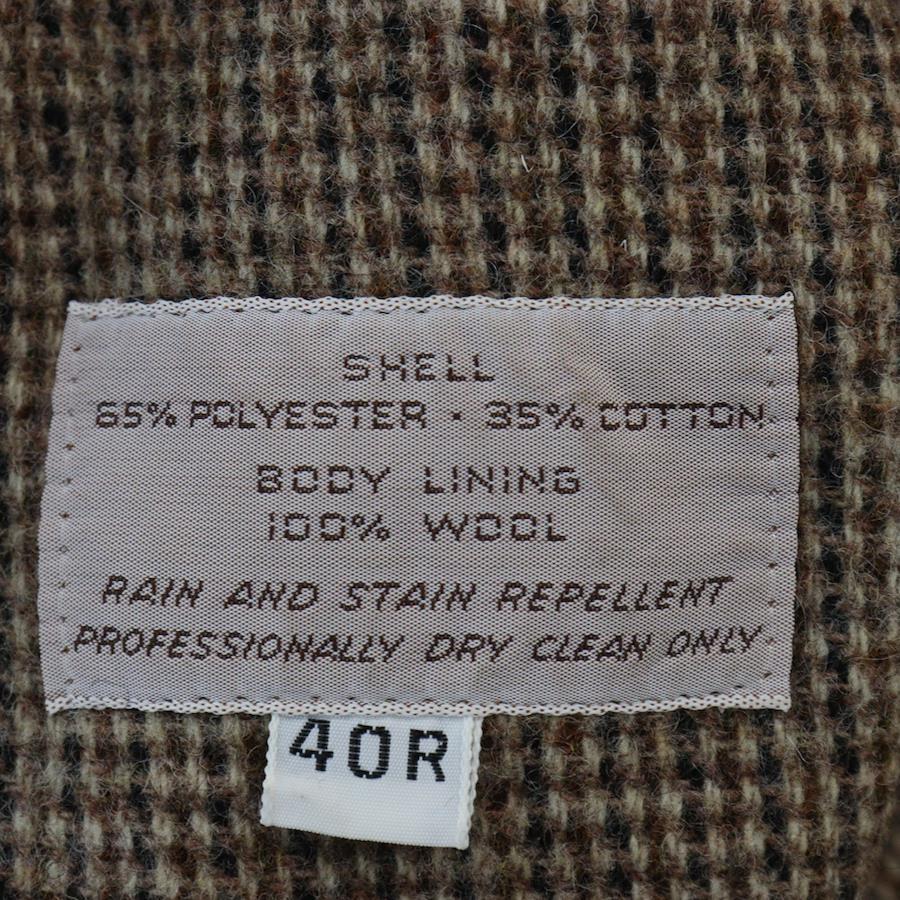 SHELL
65% POLYESTER · 35% COTTON
BODY LINING
100% WOOL
RAIN AND STAIN REPELLENT
PROFESSIONALLY DRY CLEAN ONLY
40R